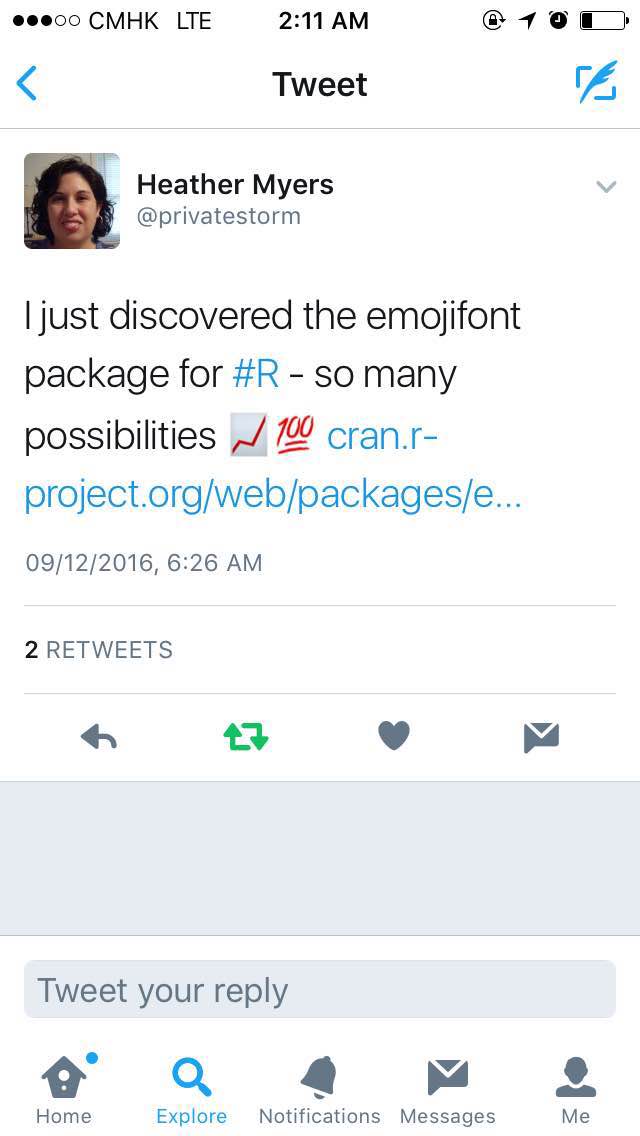 CMHK LTE 2:11 AM
Tweet
Heather Myers
@privatestorm
I just discovered the emojifont
package for #R - so many
possibilities 📈💯 cran.r-
project.org/web/packages/e...
09/12/2016, 6:26 AM
2 RETWEETS
Tweet your reply
Home Explore Notifications Messages Me